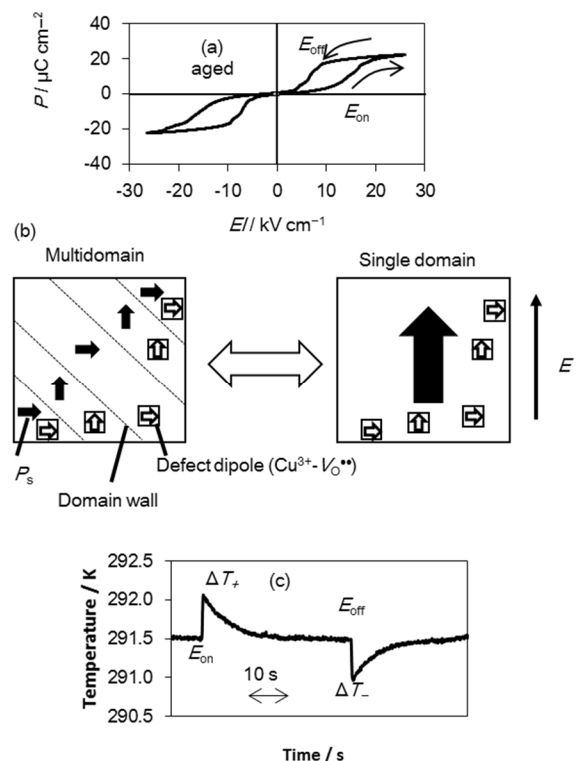 40
20
0
-20
-40
P / µC cm−2
(a)
aged
Eoff
Eon
-30 -20 -10 0 10 20 30
E// kV cm−1
(b)
Multidomain
Single domain
E
Ps
Defect dipole (Cu3+-VO••)
Domain wall
292.5
292.0
291.5
291.0
290.5
Temperature / K
ΔT+
(c)
Eoff
Eon
10 s
ΔT−
Time / s